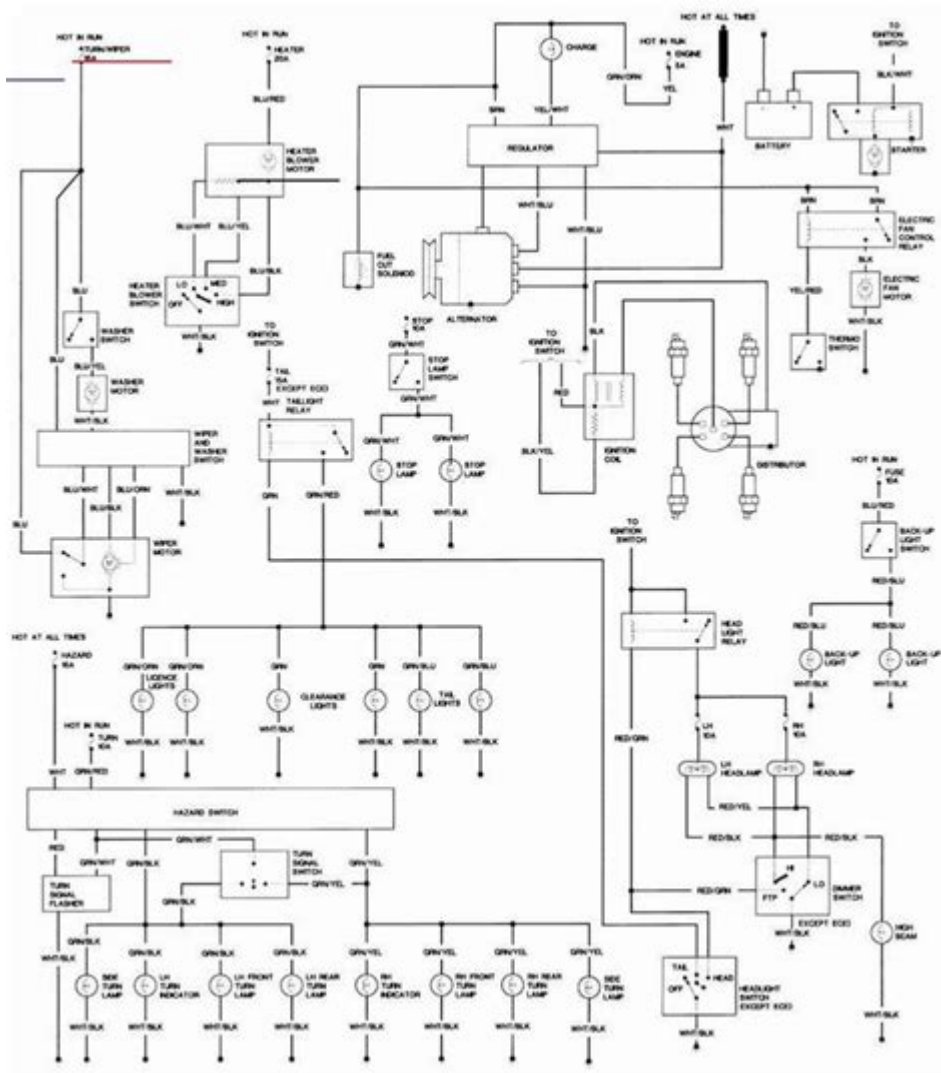 HOT IN RUN
TURN/WIPER
HOT IN RUN
HEATER
20A
BLU/RED
HEATER
BLOWER
MOTOR
BLU/WHT
BLU/YEL
BLU/BLK
HEATER
BLOWER
SWITCH
LO
MED
OFF
HIGH
WHT/BLK
BLU
WASHER
SWITCH
BLU/YEL
WASHER
MOTOR
WHT/BLK
BLU
WIPER
AND
WASHER
SWITCH
BLU/WHT
BLU/BLK
BLU/ORN
WHT/BLK
BLU
WIPER
MOTOR
CHARGE
HOT IN RUN
ENGINE
5A
GRN/ORN
YEL
BRN
YEL/WHT
REGULATOR
WHT/BLU
WHT/BLU
FUEL
CUT
SOLENOID
ALTERNATOR
HOT AT ALL TIMES
WHT
BATTERY
TO
IGNITION
SWITCH
BLK/WHT
STARTER
BRN
BRN
ELECTRIC
FAN
CONTROL
RELAY
BLK
ELECTRIC
FAN
MOTOR
YEL/RED
WHT/BLK
THERMO
SWITCH
TO
IGNITION
SWITCH
TAIL
15A
(EXCEPT EGI)
WHT
TAILLIGHT
RELAY
GRN
GRN/RED
STOP
10A
GRN/WHT
STOP
LAMP
SWITCH
GRN/WHT
GRN/WHT
GRN/WHT
STOP
LAMP
STOP
LAMP
WHT/BLK
WHT/BLK
TO
IGNITION
SWITCH
BLK
RED
BLK/YEL
IGNITION
COIL
DISTRIBUTOR
HOT IN RUN
FUSE
10A
BLU/RED
BACK-UP
LIGHT
SWITCH
RED/BLU
RED/BLU
RED/BLU
BACK-UP
LIGHT
BACK-UP
LIGHT
WHT/BLK
WHT/BLK
TO
IGNITION
SWITCH
HEAD
LIGHT
RELAY
RED/GRN
LH
10A
RH
10A
LH
HEADLAMP
RH
HEADLAMP
RED/YEL
RED/BLK
RED/BLK
HI
LO
FTP
DIMMER
SWITCH
RED/GRN
(EXCEPT EGI)
WHT/BLK
HIGH
BEAM
WHT/BLK
TAIL
OFF
HEAD
HEADLIGHT
SWITCH
(EXCEPT EGI)
WHT/BLK
HOT AT ALL TIMES
HAZARD
15A
HOT IN RUN
TURN
10A
WHT
GRN/RED
GRN/ORN
GRN/ORN
GRN
GRN
GRN/BLU
GRN/BLU
LICENCE
LIGHTS
CLEARANCE
LIGHTS
TAIL
LIGHTS
WHT/BLK
WHT/BLK
WHT/BLK
WHT/BLK
WHT/BLK
WHT/BLK
HAZARD SWITCH
RED
GRN/WHT
GRN/WHT
GRN/BLK
TURN
SIGNAL
SWITCH
GRN/YEL
GRN/YEL
TURN
SIGNAL
FLASHER
GRN/BLK
WHT/BLK
GRN/BLK
GRN/BLK
GRN/BLK
GRN/BLK
GRN/YEL
GRN/YEL
GRN/YEL
GRN/YEL
SIDE
TURN
LAMP
LH
TURN
INDICATOR
LH FRONT
TURN
LAMP
LH REAR
TURN
LAMP
RH
TURN
INDICATOR
RH FRONT
TURN
LAMP
RH REAR
TURN
LAMP
SIDE
TURN
LAMP
WHT/BLK
WHT/BLK
WHT/BLK
WHT/BLK
WHT/BLK
WHT/BLK
WHT/BLK
WHT/BLK